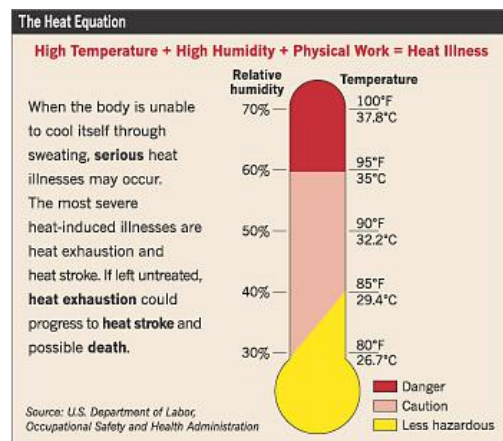 The Heat Equation
High Temperature + High Humidity + Physical Work = Heat Illness
When the body is unable
to cool itself through
sweating, serious heat
illnesses may occur.
The most severe
heat-induced illnesses are
heat exhaustion and
heat stroke. If left untreated,
heat exhaustion could
progress to heat stroke and
possible death.
Source: U.S. Department of Labor,
Occupational Safety and Health Administration
Relative
humidity
70%
60%
50%
40%
30%
Temperature
100°F
37.8°C
95°F
35°C
90°F
32.2°C
85°F
29.4°C
80°F
26.7°C
Danger
Caution
Less hazardous